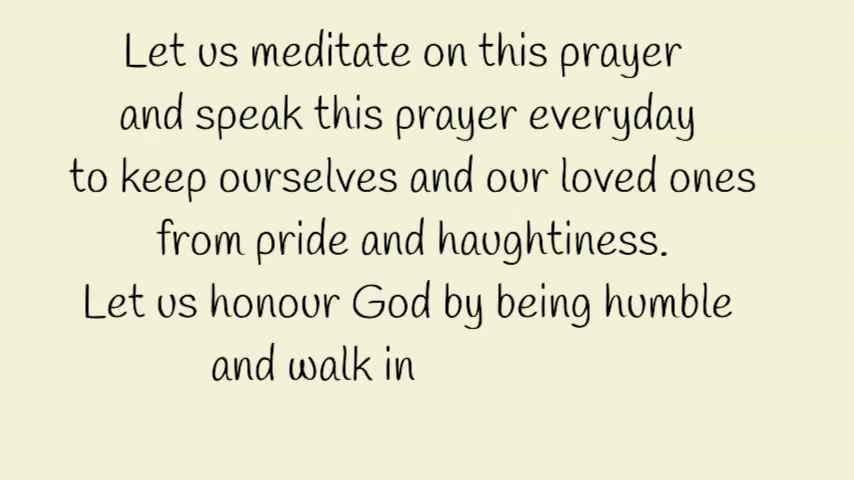 Let us meditate on this prayer
and speak this prayer everyday
to keep ourselves and our loved ones
from pride and haughtiness.
Let us honour God by being humble
and walk in